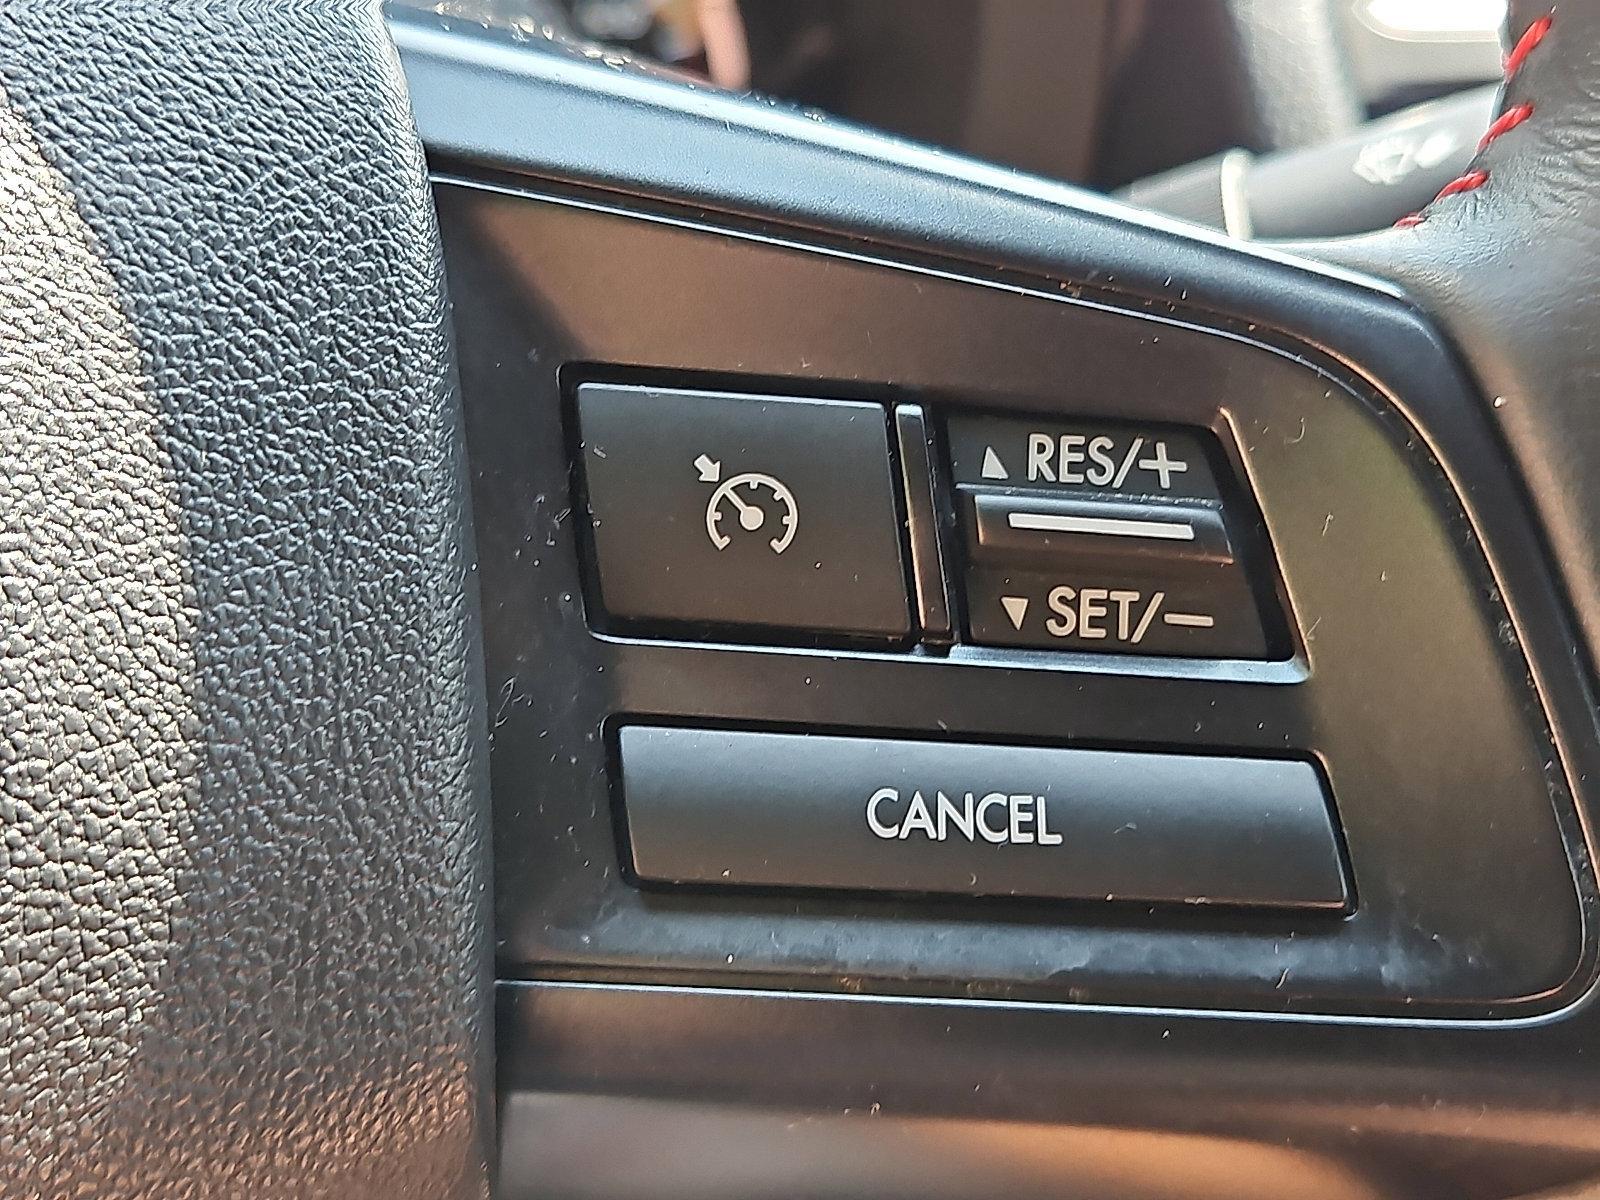 ▲ RES/+
▼ SET/−
CANCEL